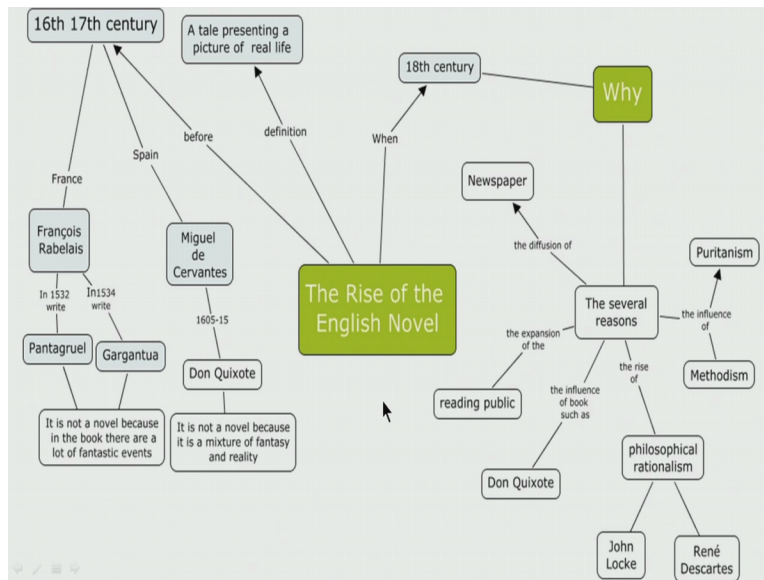 16th 17th century
A tale presenting a
picture of real life
18th century
Why
before
definition
When
Spain
France
Newspaper
François
Rabelais
Miguel
de
Cervantes
the diffusion of
Puritanism
In 1532
write
In1534
write
1605-15
The Rise of the
English Novel
The several
reasons
the influence
of
the expansion
of the
Pantagruel
Gargantua
Don Quixote
the rise
of
Methodism
the influence
of book
such as
reading public
It is not a novel because
in the book there are a
lot of fantastic events
It is not a novel because
it is a mixture of fantasy
and reality
philosophical
rationalism
Don Quixote
John
Locke
René
Descartes